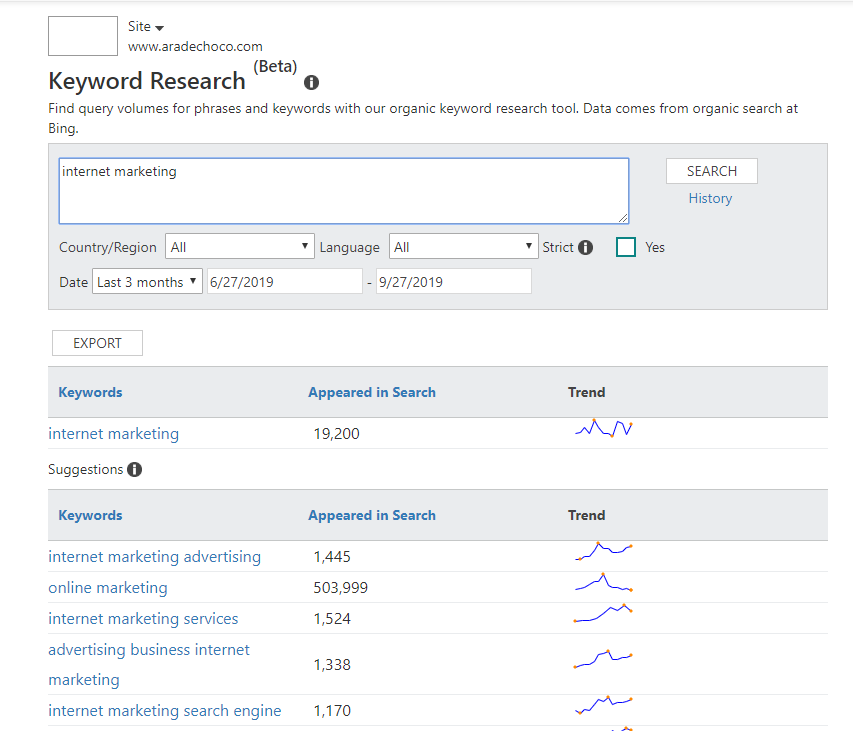 Site
www.aradechoco.com
Keyword Research (Beta)
Find query volumes for phrases and keywords with our organic keyword research tool. Data comes from organic search at
Bing.
internet marketing
SEARCH
History
Country/Region All Language All Strict Yes
Date Last 3 months 6/27/2019 - 9/27/2019
EXPORT
Keywords Appeared in Search Trend
internet marketing 19,200
Suggestions
Keywords Appeared in Search Trend
internet marketing advertising 1,445
online marketing 503,999
internet marketing services 1,524
advertising business internet
marketing 1,338
internet marketing search engine 1,170